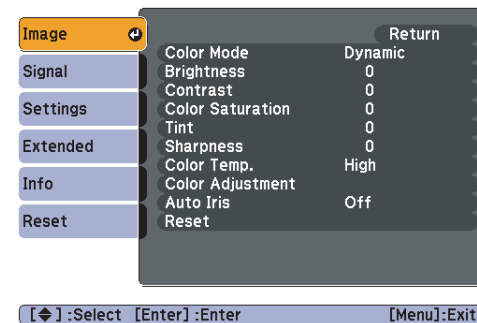 Image
Signal
Settings
Extended
Info
Reset
Return
Color Mode Dynamic
Brightness 0
Contrast 0
Color Saturation 0
Tint 0
Sharpness 0
Color Temp. High
Color Adjustment
Auto Iris Off
Reset
[◆] :Select [Enter] :Enter [Menu]:Exit